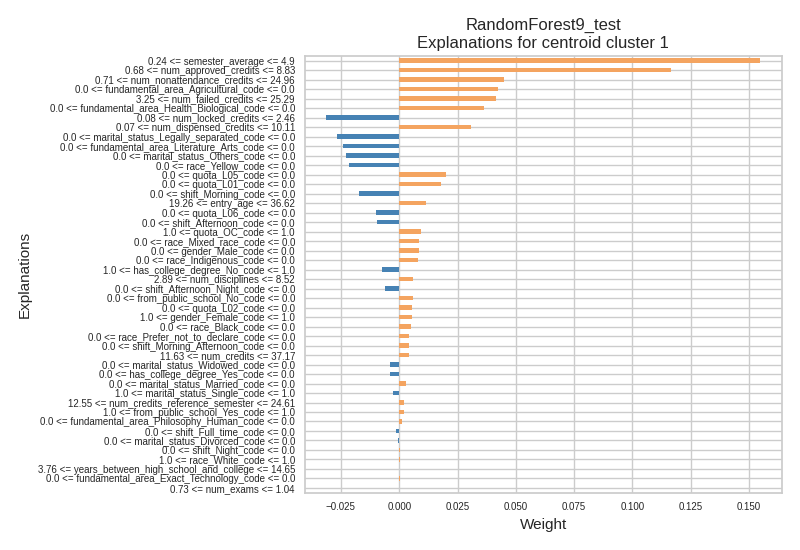 RandomForest9_test
Explanations for centroid cluster 1
0.24 <= semester_average <= 4.9
0.68 <= num_approved_credits <= 8.83
0.71 <= num_nonattendance_credits <= 24.96
0.0 <= fundamental_area_Agricultural_code <= 0.0
3.25 <= num_failed_credits <= 25.29
0.0 <= fundamental_area_Health_Biological_code <= 0.0
0.08 <= num_locked_credits <= 2.46
0.07 <= num_dispensed_credits <= 10.11
0.0 <= marital_status_Legally_separated_code <= 0.0
0.0 <= fundamental_area_Literature_Arts_code <= 0.0
0.0 <= marital_status_Others_code <= 0.0
0.0 <= race_Yellow_code <= 0.0
0.0 <= quota_L05_code <= 0.0
0.0 <= quota_L01_code <= 0.0
0.0 <= shift_Morning_code <= 0.0
19.26 <= entry_age <= 36.62
0.0 <= quota_L06_code <= 0.0
0.0 <= shift_Afternoon_code <= 0.0
1.0 <= quota_OC_code <= 1.0
0.0 <= race_Mixed_race_code <= 0.0
0.0 <= gender_Male_code <= 0.0
0.0 <= race_Indigenous_code <= 0.0
1.0 <= has_college_degree_No_code <= 1.0
2.89 <= num_disciplines <= 8.52
0.0 <= shift_Afternoon_Night_code <= 0.0
0.0 <= from_public_school_No_code <= 0.0
0.0 <= quota_L02_code <= 0.0
1.0 <= gender_Female_code <= 1.0
0.0 <= race_Black_code <= 0.0
0.0 <= race_Prefer_not_to_declare_code <= 0.0
0.0 <= shift_Morning_Afternoon_code <= 0.0
11.63 <= num_credits <= 37.17
0.0 <= marital_status_Widowed_code <= 0.0
0.0 <= has_college_degree_Yes_code <= 0.0
0.0 <= marital_status_Married_code <= 0.0
1.0 <= marital_status_Single_code <= 1.0
12.55 <= num_credits_reference_semester <= 24.61
1.0 <= from_public_school_Yes_code <= 1.0
0.0 <= fundamental_area_Philosophy_Human_code <= 0.0
0.0 <= shift_Full_time_code <= 0.0
0.0 <= marital_status_Divorced_code <= 0.0
0.0 <= shift_Night_code <= 0.0
1.0 <= race_White_code <= 1.0
3.76 <= years_between_high_school_and_college <= 14.65
0.0 <= fundamental_area_Exact_Technology_code <= 0.0
0.73 <= num_exams <= 1.04
Explanations
−0.025 0.000 0.025 0.050 0.075 0.100 0.125 0.150
Weight